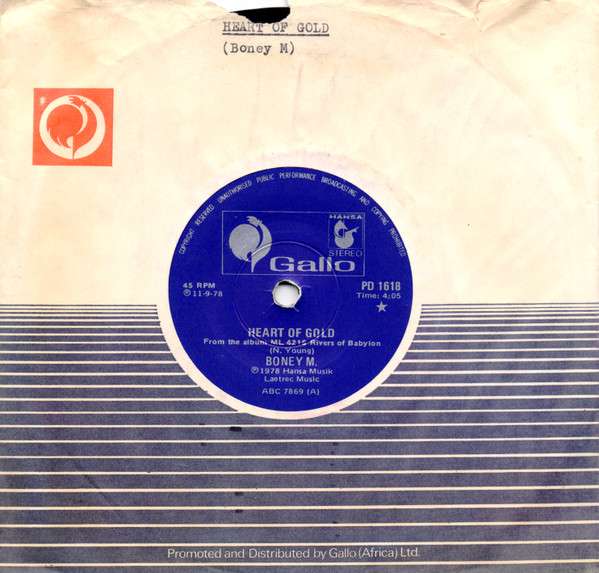 HEART OF GOLD
(Boney M)
COPYRIGHT RESERVED UNAUTHORISED PUBLIC PERFORMANCE BROADCASTING AND COPYING PROHIBITED
HANSA
STEREO
Gallo
45 RPM
Ⓟ11-9-78
PD 1618
Time: 4:05
HEART OF GOLD
From the album ML 4215 Rivers of Babylon
(N. Young)
BONEY M.
Ⓟ1978 Hansa Musik
Laetrec Music
ABC 7869 (A)
Promoted and Distributed by Gallo (Africa) Ltd.